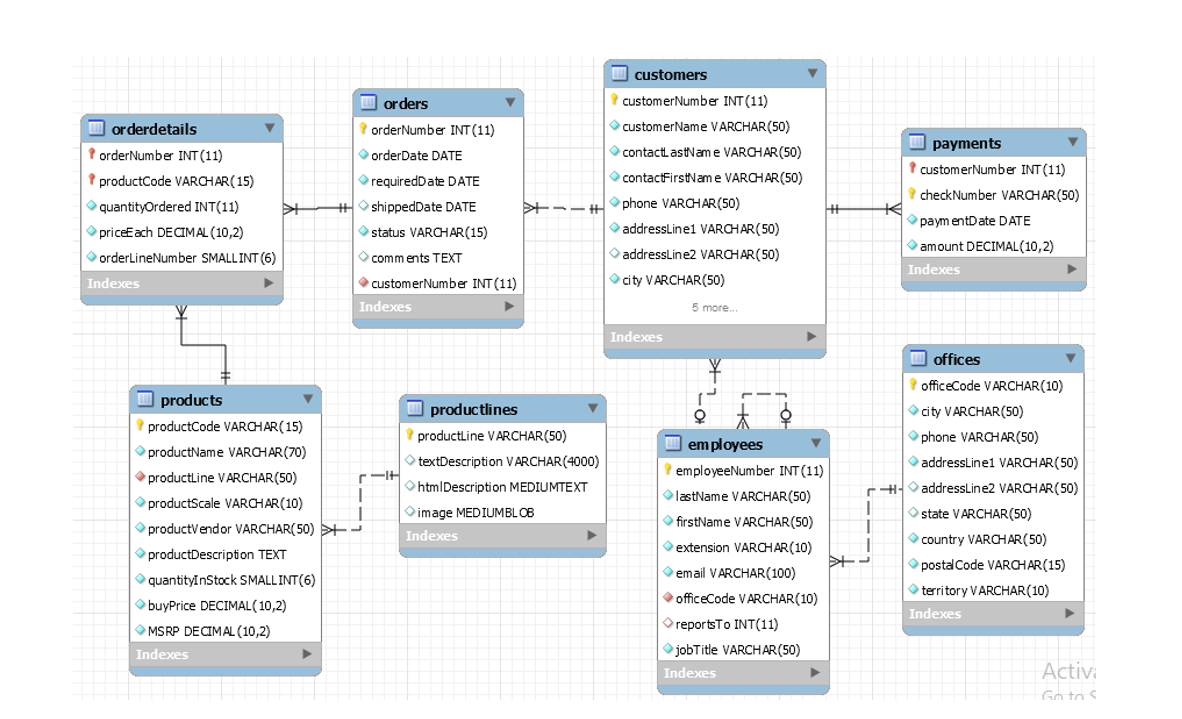 customers
customerNumber INT(11)
customerName VARCHAR(50)
contactLastName VARCHAR(50)
contactFirstName VARCHAR(50)
phone VARCHAR(50)
addressLine1 VARCHAR(50)
addressLine2 VARCHAR(50)
city VARCHAR(50)
5 more...
Indexes
orders
orderNumber INT(11)
orderDate DATE
requiredDate DATE
shippedDate DATE
status VARCHAR(15)
comments TEXT
customerNumber INT(11)
Indexes
orderdetails
orderNumber INT(11)
productCode VARCHAR(15)
quantityOrdered INT(11)
priceEach DECIMAL(10,2)
orderLineNumber SMALLINT(6)
Indexes
payments
customerNumber INT(11)
checkNumber VARCHAR(50)
paymentDate DATE
amount DECIMAL(10,2)
Indexes
products
productCode VARCHAR(15)
productName VARCHAR(70)
productLine VARCHAR(50)
productScale VARCHAR(10)
productVendor VARCHAR(50)
productDescription TEXT
quantityInStock SMALLINT(6)
buyPrice DECIMAL(10,2)
MSRP DECIMAL(10,2)
Indexes
productlines
productLine VARCHAR(50)
textDescription VARCHAR(4000)
htmlDescription MEDIUMTEXT
image MEDIUMBLOB
Indexes
employees
employeeNumber INT(11)
lastName VARCHAR(50)
firstName VARCHAR(50)
extension VARCHAR(10)
email VARCHAR(100)
officeCode VARCHAR(10)
reportsTo INT(11)
jobTitle VARCHAR(50)
Indexes
offices
officeCode VARCHAR(10)
city VARCHAR(50)
phone VARCHAR(50)
addressLine1 VARCHAR(50)
addressLine2 VARCHAR(50)
state VARCHAR(50)
country VARCHAR(50)
postalCode VARCHAR(15)
territory VARCHAR(10)
Indexes
Activa
Go to S